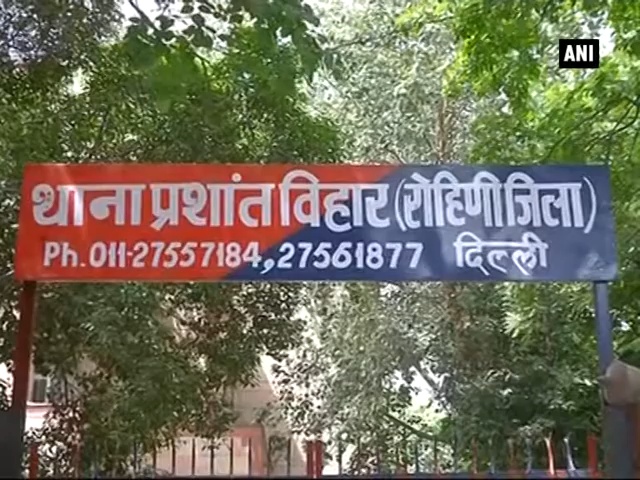 ANI
थाना प्रशांत विहार (रोहिणी जिला)
Ph.011-27557184, 27561877 दिल्ली